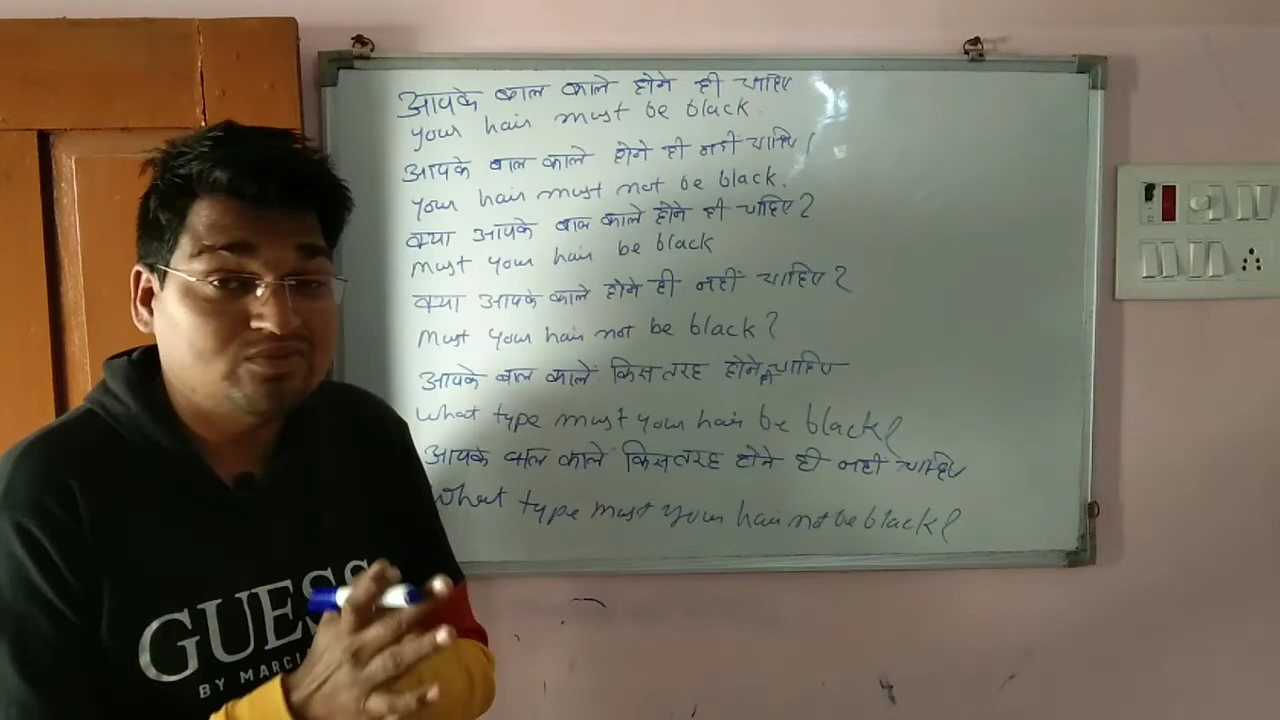 आपके बाल काले होने ही चाहिए
your hair must be black
आपके बाल काले होने ही नहीं चाहिए।
your hair must not be black.
क्या आपके बाल काले होने ही चाहिए?
must your hair be black
क्या आपके काले होने ही नहीं चाहिए?
must your hair not be black?
आपके बाल काले किस तरह होने ही चाहिए
What type must your hair be black?
आपके बाल काले किस तरह होने ही नहीं चाहिए
What type must your hair not be black?
GUESS
BY MARCIA